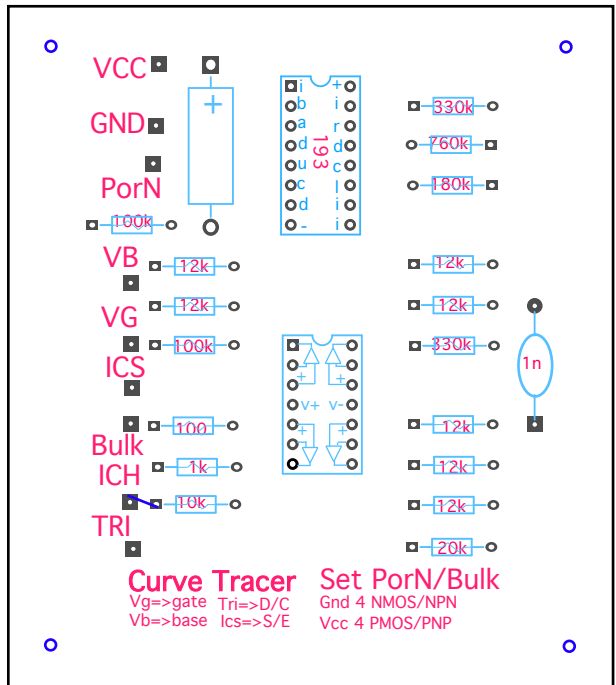 VCC
GND
PorN
100k
VB
12k
VG
12k
100k
ICS
100
Bulk
1k
ICH
10k
TRI
+
i +
b i
a r
d d
u c
c l
d i
- i
193
330k
760k
180k
12k
12k
330k
1n
+ +
v+ v-
+ +
12k
12k
12k
20k
Curve Tracer
Vg=>gate Tri=>D/C
Vb=>base Ics=>S/E
Set PorN/Bulk
Gnd 4 NMOS/NPN
Vcc 4 PMOS/PNP